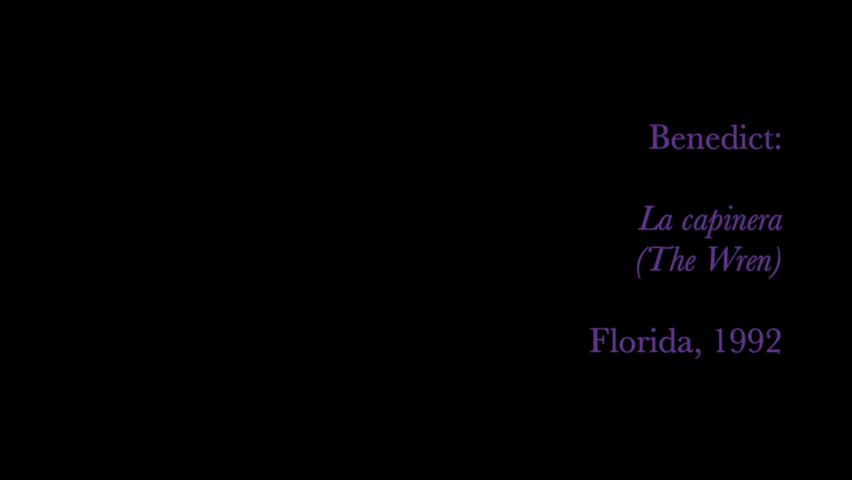 Benedict:
La capinera
(The Wren)
Florida, 1992